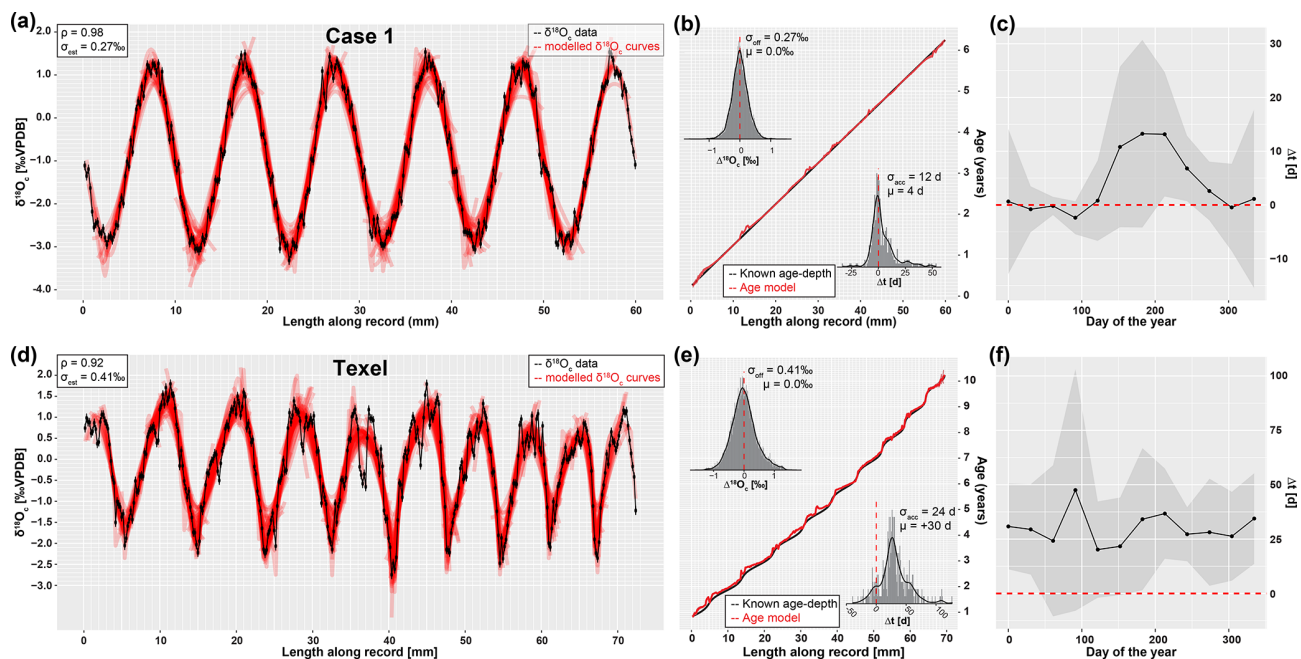 (a)
Case 1
ρ = 0.98
σest = 0.27‰
-- δ18Oc data
-- modelled δ18Oc curves
2.0
1.0
0.0
−1.0
−2.0
−3.0
−4.0
δ18Oc [‰VPDB]
0 10 20 30 40 50 60
Length along record (mm)
(b)
σoff = 0.27‰
μ = 0.0‰
−1 0 1
Δ18Oc [‰]
σacc = 12 d
μ = 4 d
−25 0 25 50
Δt [d]
-- Known age-depth
-- Age model
6
5
4
3
2
1
0
Age (years)
0 10 20 30 40 50 60
Length along record (mm)
(c)
30
20
10
0
−10
Δt [d]
0 100 200 300
Day of the year
(d)
Texel
ρ = 0.92
σest = 0.41‰
-- δ18Oc data
-- modelled δ18Oc curves
2.0
1.5
1.0
0.5
0.0
−0.5
−1.0
−1.5
−2.0
−2.5
−3.0
δ18Oc [‰VPDB]
0 10 20 30 40 50 60 70
Length along record [mm]
(e)
σoff = 0.41‰
μ = 0.0‰
−1 0 1
Δ18Oc [‰]
σacc = 24 d
μ = +30 d
-50 0 50 100
Δt [d]
-- Known age-depth
-- Age model
10
9
8
7
6
5
4
3
2
1
Age (years)
0 5 10 15 20 25 30 35 40 45 50 55 60 65 70
Length along record [mm]
(f)
100
75
50
25
0
Δt [d]
0 100 200 300
Day of the year